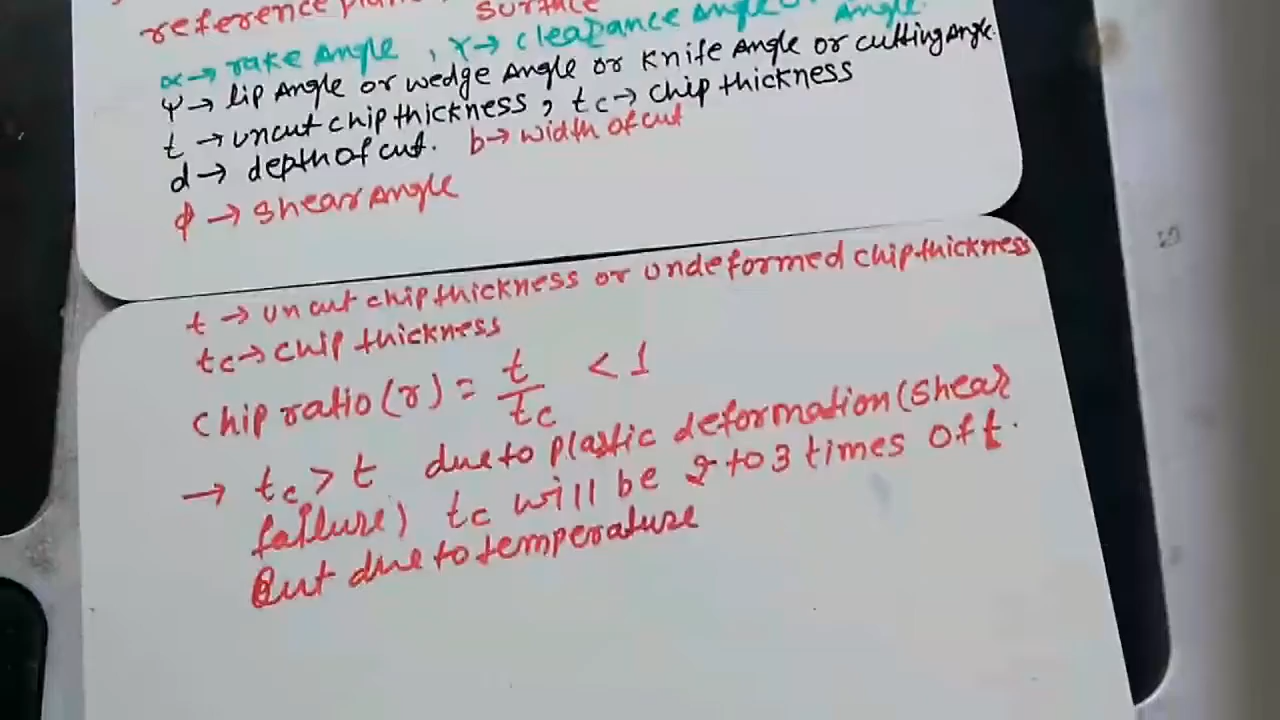 reference plan
surface
α→ rake Angle , γ→ clearance Angle
Angle
ψ→ lip Angle or wedge Angle or Knife Angle or cutting Angle.
t → uncut chip thickness , tc→ chip thickness
d → depth of cut. b→ width of cut
ϕ → shear Angle
t → uncut chip thickness or undeformed chip thickness
tc→ chip thickness
chip ratio (r) = t/tc < 1
→ tc > t due to plastic deformation (shear
failure) tc will be 2 to 3 times of t.
But due to temperature